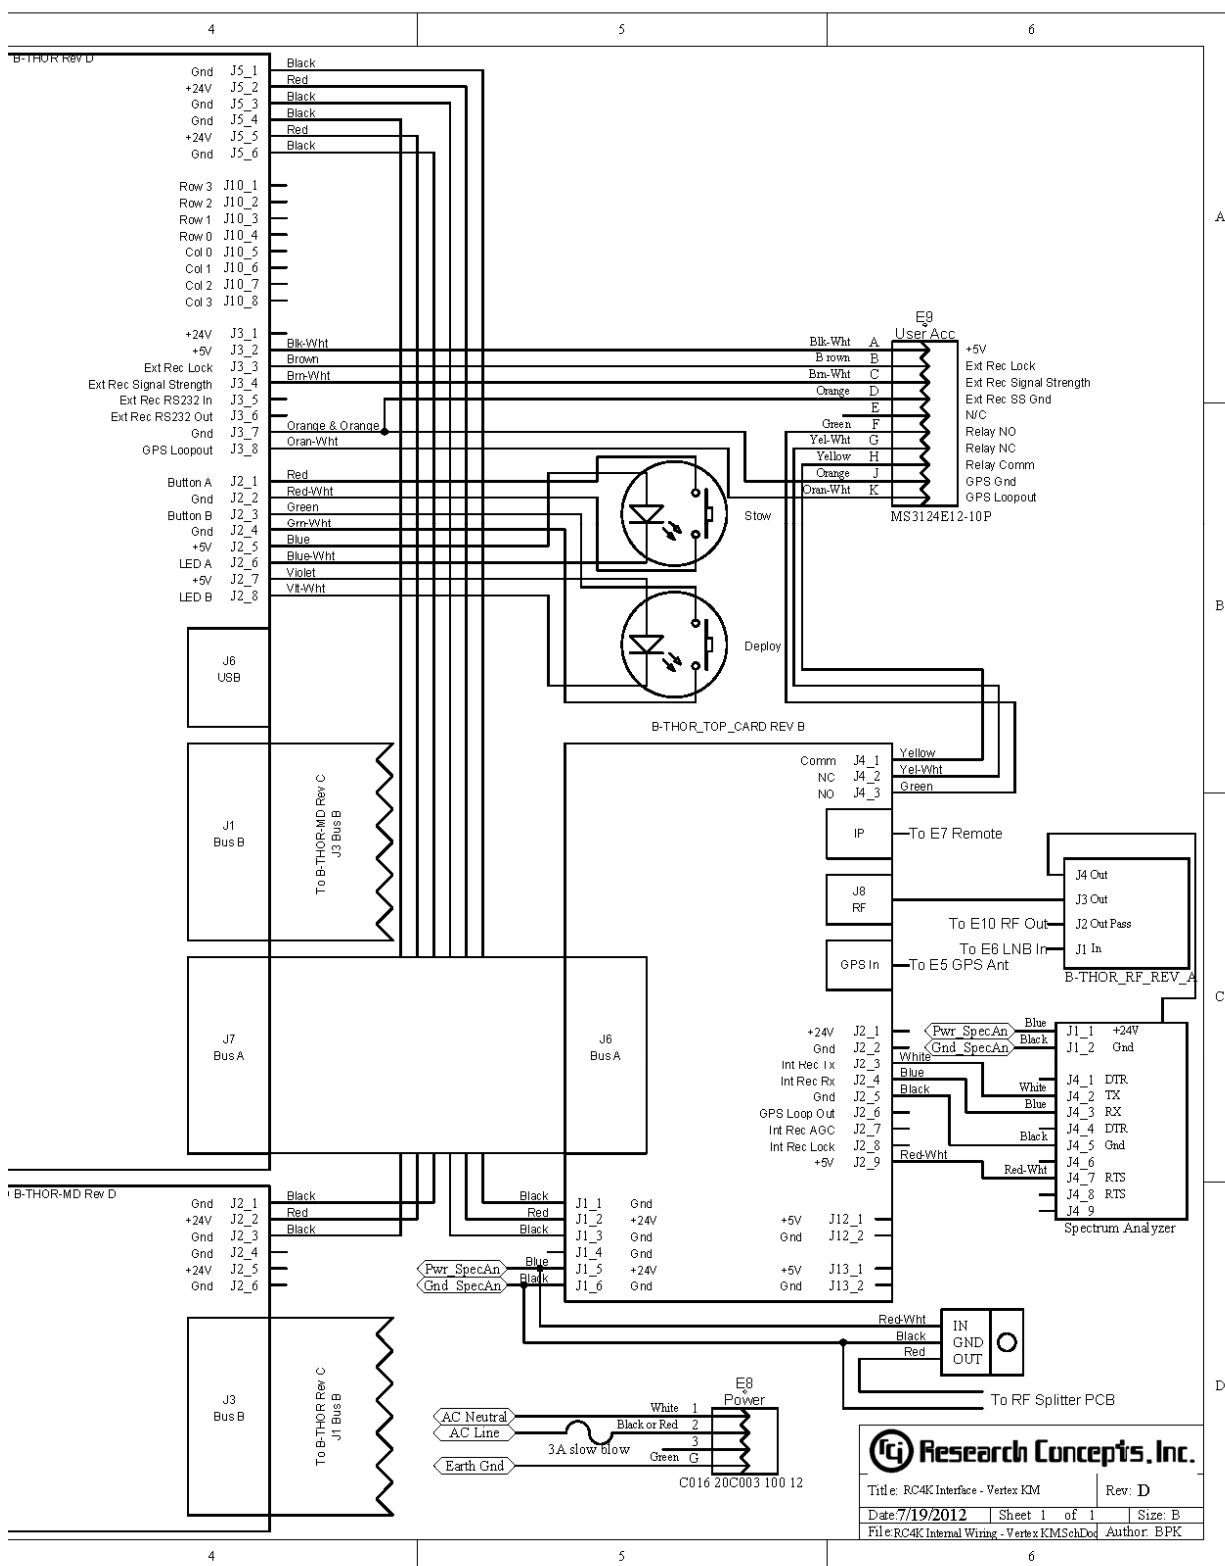 4 5 6
B-THOR Rev D
Gnd J5_1 Black
+24V J5_2 Red
Gnd J5_3 Black
Gnd J5_4 Black
+24V J5_5 Red
Gnd J5_6 Black
Row 3 J10_1
Row 2 J10_2
Row 1 J10_3
Row 0 J10_4
Col 0 J10_5
Col 1 J10_6
Col 2 J10_7
Col 3 J10_8
A
+24V J3_1
+5V J3_2 Blk-Wht
Ext Rec Lock J3_3 Brown
Ext Rec Signal Strength J3_4 Brn-Wht
Ext Rec RS232 In J3_5
Ext Rec RS232 Out J3_6
Gnd J3_7 Orange & Orange
GPS Loopout J3_8 Oran-Wht
E9
User Acc
Blk-Wht A +5V
Brown B Ext Rec Lock
Brn-Wht C Ext Rec Signal Strength
Orange D Ext Rec SS Gnd
E N/C
Green F Relay NO
Yel-Wht G Relay NC
Yellow H Relay Comm
Orange J GPS Gnd
Oran-Wht K GPS Loopout
MS3124E12-10P
Button A J2_1 Red
Gnd J2_2 Red-Wht
Button B J2_3 Green
Gnd J2_4 Grn-Wht
+5V J2_5 Blue
LED A J2_6 Blue-Wht
+5V J2_7 Violet
LED B J2_8 Vlt-Wht
Stow
Deploy
B
J6
USB
B-THOR_TOP_CARD REV B
Comm J4_1 Yellow
NC J4_2 Yel-Wht
NO J4_3 Green
J1
Bus B
To B-THOR-MD Rev C
J3 Bus B
IP To E7 Remote
J8
RF
GPS In To E5 GPS Ant
J4 Out
J3 Out
To E10 RF Out J2 Out Pass
To E6 LNB In J1 In
B-THOR_RF_REV_A
C
J7
Bus A
J6
Bus A
+24V J2_1
Gnd J2_2
Int Rec Tx J2_3 White
Int Rec Rx J2_4 Blue
Gnd J2_5 Black
GPS Loop Out J2_6
Int Rec AGC J2_7
Int Rec Lock J2_8
+5V J2_9 Red-Wht
Pwr_SpecAn Blue J1_1 +24V
Gnd_SpecAn Black J1_2 Gnd
J4_1 DTR
White J4_2 TX
Blue J4_3 RX
J4_4 DTR
Black J4_5 Gnd
J4_6
Red-Wht J4_7 RTS
J4_8 RTS
J4_9
Spectrum Analyzer
B-THOR-MD Rev D
Gnd J2_1 Black
+24V J2_2 Red
Gnd J2_3 Black
Gnd J2_4
+24V J2_5
Gnd J2_6
Black J1_1 Gnd
Red J1_2 +24V
Black J1_3 Gnd
J1_4 Gnd
Pwr_SpecAn Blue J1_5 +24V
Gnd_SpecAn Black J1_6 Gnd
+5V J12_1
Gnd J12_2
+5V J13_1
Gnd J13_2
Red-Wht IN
Black GND
Red OUT
To RF Splitter PCB
D
J3
Bus B
To B-THOR Rev C
J1 Bus B
E8
Power
AC Neutral White 1
AC Line Black or Red 2
3A slow blow 3
Earth Gnd Green G
C016 20C003 100 12
rci Research Concepts, Inc.
Title: RC4K Interface - Vertex KM Rev: D
Date: 7/19/2012 Sheet 1 of 1 Size: B
File: RC4K Internal Wiring - Vertex KM.SchDoc Author: BPK
4 5 6